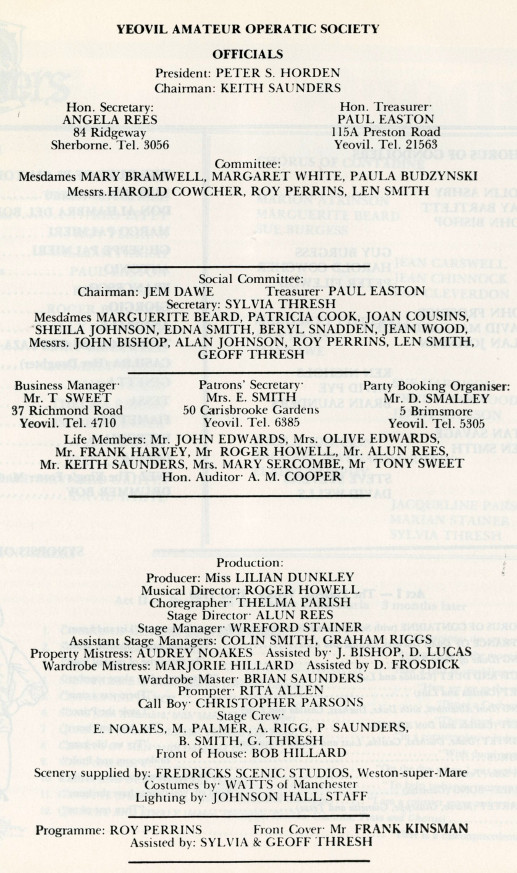 YEOVIL AMATEUR OPERATIC SOCIETY
OFFICIALS
President: PETER S. HORDEN
Chairman: KEITH SAUNDERS
Hon. Secretary:
ANGELA REES
84 Ridgeway
Sherborne. Tel. 3056
Hon. Treasurer·
PAUL EASTON
115A Preston Road
Yeovil. Tel. 21563
Committee:
Mesdames MARY BRAMWELL, MARGARET WHITE, PAULA BUDZYNSKI
Messrs.HAROLD COWCHER, ROY PERRINS, LEN SMITH
Social Committee:
Chairman: JEM DAWE Treasurer· PAUL EASTON
Secretary: SYLVIA THRESH
Mesdames MARGUERITE BEARD, PATRICIA COOK, JOAN COUSINS,
SHEILA JOHNSON, EDNA SMITH, BERYL SNADDEN, JEAN WOOD,
Messrs. JOHN BISHOP, ALAN JOHNSON, ROY PERRINS, LEN SMITH,
GEOFF THRESH
Business Manager·
Mr. T SWEET
37 Richmond Road
Yeovil. Tel. 4710
Patrons' Secretary·
Mrs. E. SMITH
50 Carisbrooke Gardens
Yeovil. Tel. 6385
Party Booking Organiser:
Mr. D. SMALLEY
5 Brimsmore
Yeovil. Tel. 5305
Life Members: Mr. JOHN EDWARDS, Mrs. OLIVE EDWARDS,
Mr. FRANK HARVEY, Mr ROGER HOWELL, Mr. ALUN REES,
Mr. KEITH SAUNDERS, Mrs. MARY SERCOMBE, Mr TONY SWEET
Hon. Auditor· A. M. COOPER
Production:
Producer: Miss LILIAN DUNKLEY
Musical Director: ROGER HOWELL
Choregrapher· THELMA PARISH
Stage Director· ALUN REES
Stage Manager· WREFORD STAINER
Assistant Stage Managers: COLIN SMITH, GRAHAM RIGGS
Property Mistress: AUDREY NOAKES Assisted by· J. BISHOP, D. LUCAS
Wardrobe Mistress: MARJORIE HILLARD Assisted by D. FROSDICK
Wardrobe Master· BRIAN SAUNDERS
Prompter· RITA ALLEN
Call Boy· CHRISTOPHER PARSONS
Stage Crew·
E. NOAKES, M. PALMER, A. RIGG, P SAUNDERS,
B. SMITH, G. THRESH
Front of House: BOB HILLARD
Scenery supplied by: FREDRICKS SCENIC STUDIOS, Weston-super-Mare
Costumes by· WATTS of Manchester
Lighting by· JOHNSON HALL STAFF
Programme: ROY PERRINS Front Cover· Mr FRANK KINSMAN
Assisted by: SYLVIA & GEOFF THRESH